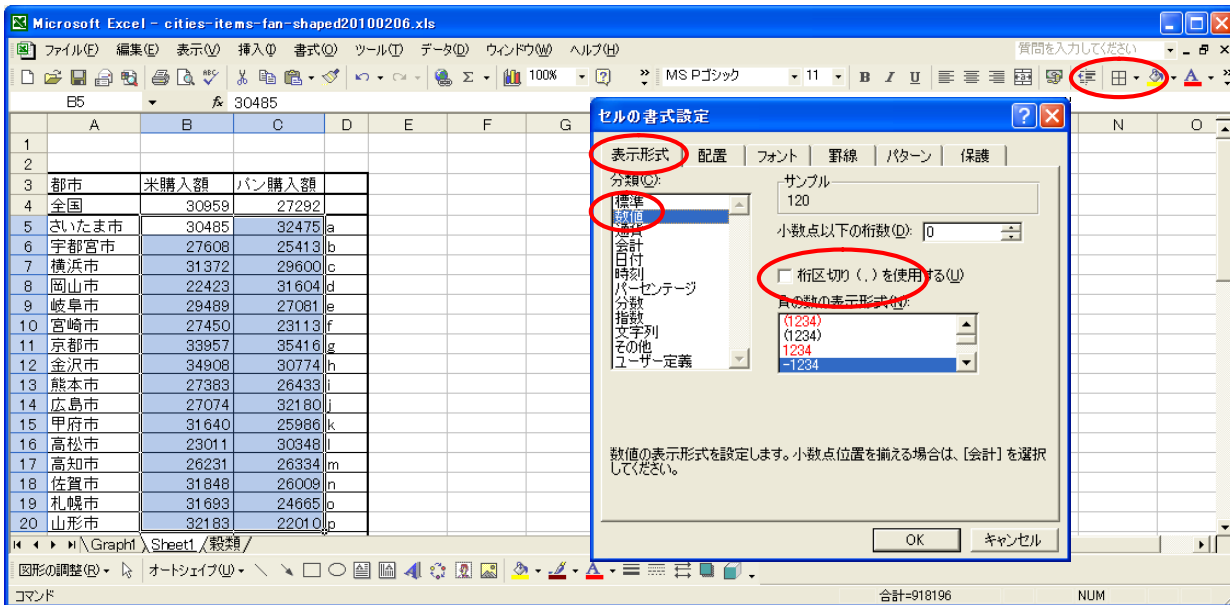 Microsoft Excel - cities-items-fan-shaped20100206.xls
ファイル(F) 編集(E) 表示(V) 挿入(I) 書式(O) ツール(T) データ(D) ウィンドウ(W) ヘルプ(H) 質問を入力してください
100% MS Pゴシック 11 B I U
B5 fx 30485
A B C D E F G N O
1
2
3 都市 米購入額 パン購入額
4 全国 30959 27292
5 さいたま市 30485 32475 a
6 宇都宮市 27608 25413 b
7 横浜市 31372 29600 c
8 岡山市 22423 31604 d
9 岐阜市 29489 27081 e
10 宮崎市 27450 23113 f
11 京都市 33957 35416 g
12 金沢市 34908 30774 h
13 熊本市 27383 26433 i
14 広島市 27074 32180 j
15 甲府市 31640 25986 k
16 高松市 23011 30348 l
17 高知市 26231 26334 m
18 佐賀市 31848 26009 n
19 札幌市 31693 24665 o
20 山形市 32183 22010 p
セルの書式設定
表示形式 配置 フォント 罫線 パターン 保護
分類(C):
標準
数値
通貨
会計
日付
時刻
パーセンテージ
分数
指数
文字列
その他
ユーザー定義
サンプル
120
小数点以下の桁数(D): 0
桁区切り(,)を使用する(U)
負の数の表示形式(N):
(1234)
(1234)
1234
-1234
数値の表示形式を設定します。小数点位置を揃える場合は、[会計] を選択
してください。
OK キャンセル
Graph1 Sheet1 穀類
図形の調整(R) オートシェイプ(U)
コマンド 合計=918196 NUM